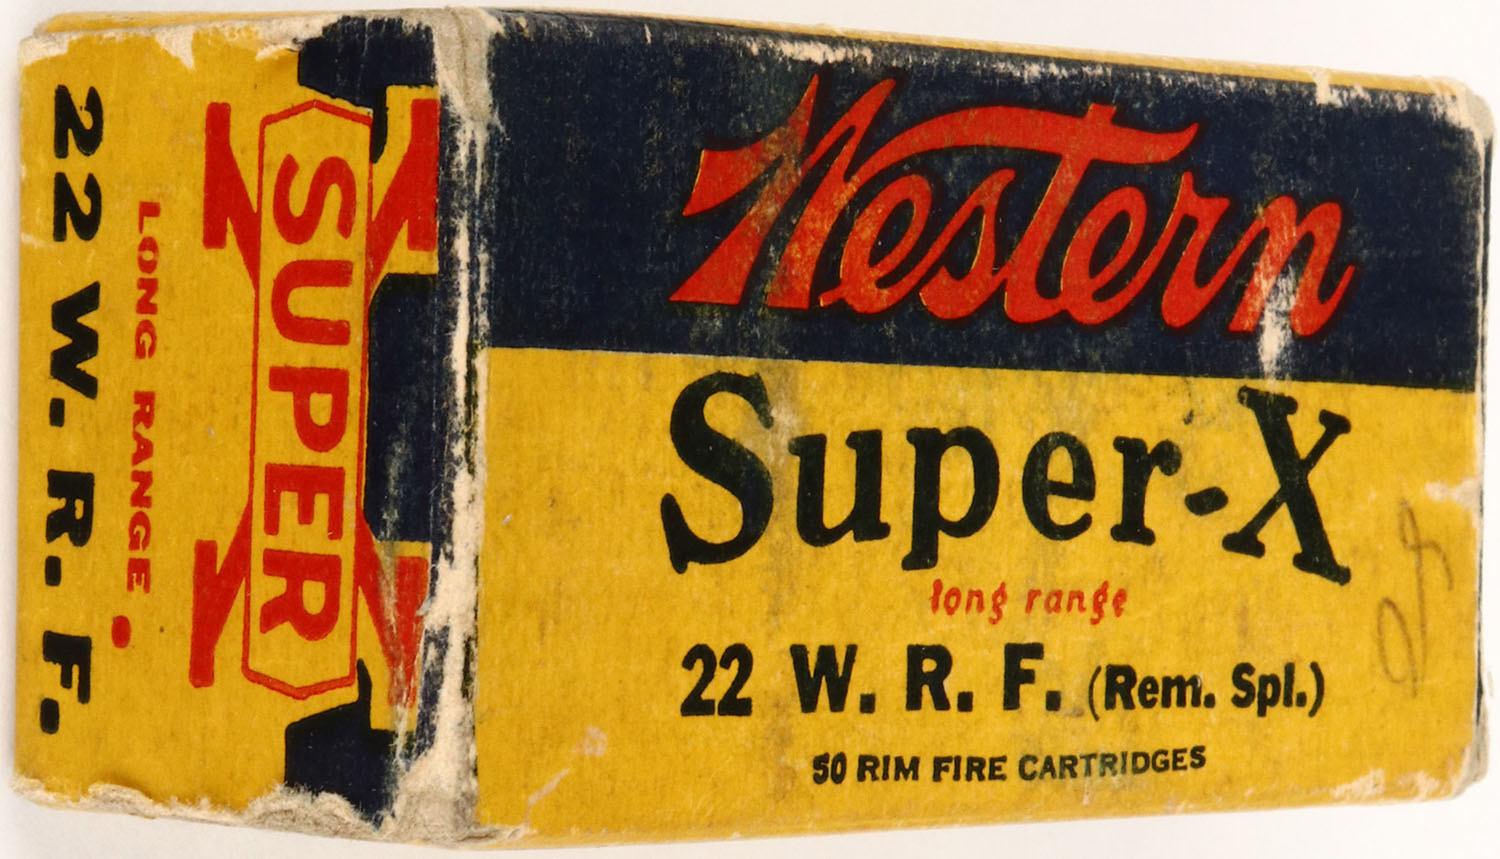 Western
Super-X
long range
22 W. R. F. (Rem. Spl.)
50 RIM FIRE CARTRIDGES
X
SUPER
LONG RANGE
22 W. R. F.